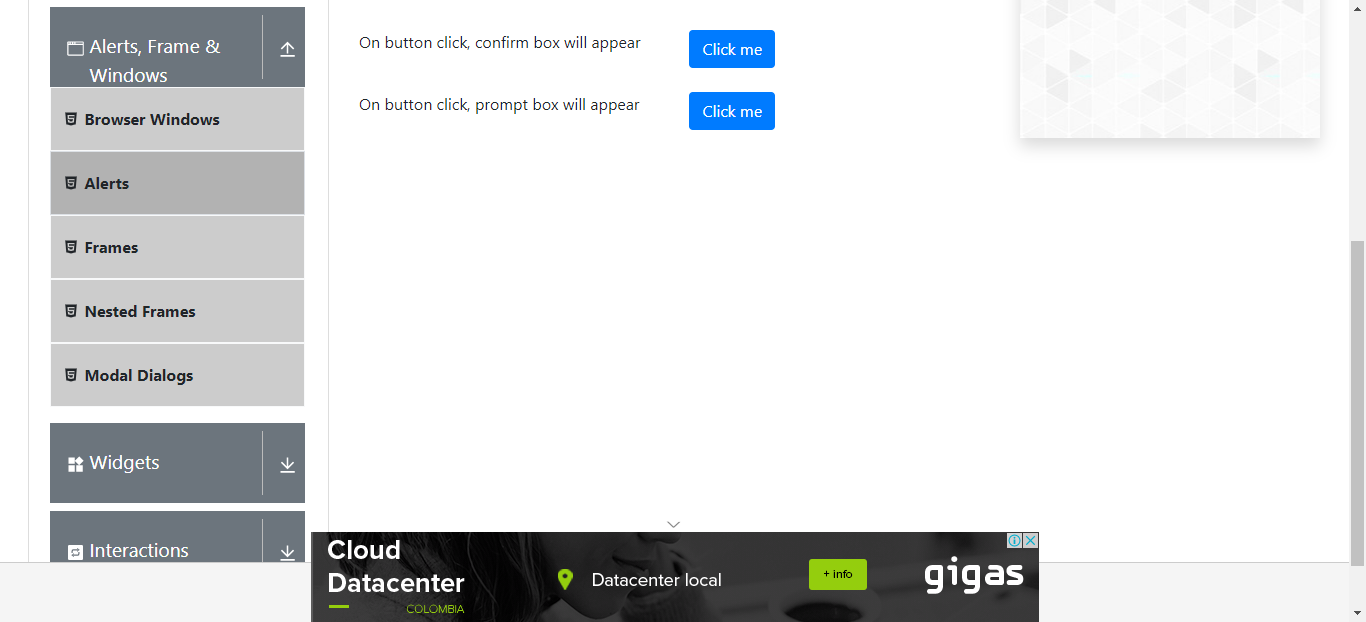 Alerts, Frame &
Windows
Browser Windows
Alerts
Frames
Nested Frames
Modal Dialogs
Widgets
Interactions
On button click, confirm box will appear
Click me
On button click, prompt box will appear
Click me
Cloud
Datacenter
COLOMBIA
Datacenter local
+ info
gigas